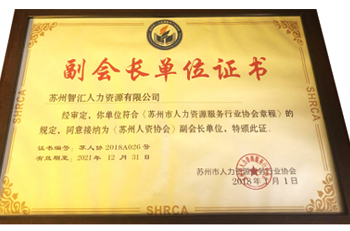 副会长单位证书
苏州智汇人力资源有限公司
经审定，你单位符合《苏州市人力资源服务行业协会章程》的
规定，同意接纳为《苏州人资协会》副会长单位，特颁此证。
证书编号：苏人协2018A026号
有效期至：2021年12月31日
苏州市人力资源服务行业协会
2018年1月1日
SHRCA
SHRCA
SHRCA